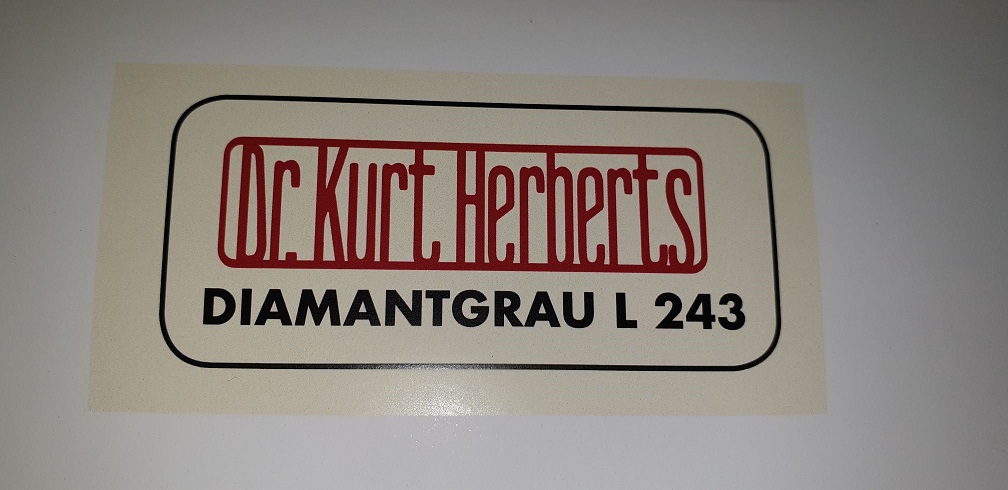 Dr. Kurt Herberts
DIAMANTGRAU L 243